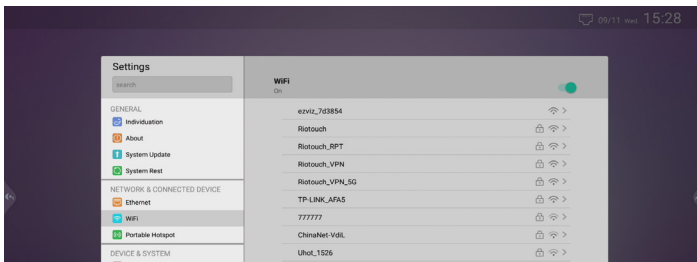 09/11 Wed 15:28
Settings
search
GENERAL
Individuation
About
System Update
System Rest
NETWORK & CONNECTED DEVICE
Ethernet
WiFi
Portable Hotspot
DEVICE & SYSTEM
WiFi
On
ezviz_7d3854
Riotouch
Riotouch_RPT
Riotouch_VPN
Riotouch_VPN_5G
TP-LINK_AFA5
777777
ChinaNet-VdiL
Uhot_1526